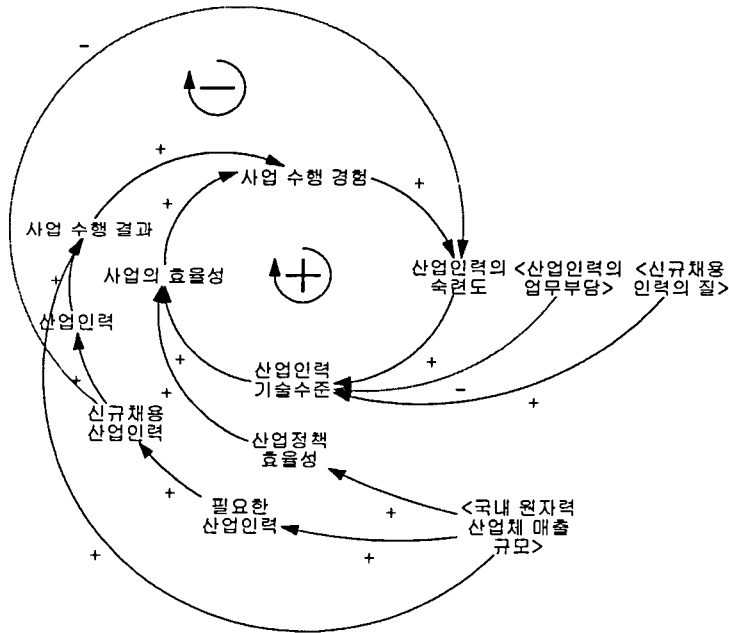 -
+
사업 수행 경험
+
+
사업 수행 결과
사업의 효율성
+
산업인력의
숙련도
<산업인력의
업무부담>
<신규채용
인력의 질>
+
산업인력
+
산업인력
기술수준
+
-
+
+
+
신규채용
산업인력
산업정책
효율성
+
필요한
산업인력
+
<국내 원자력
산업체 매출
규모>
+
+